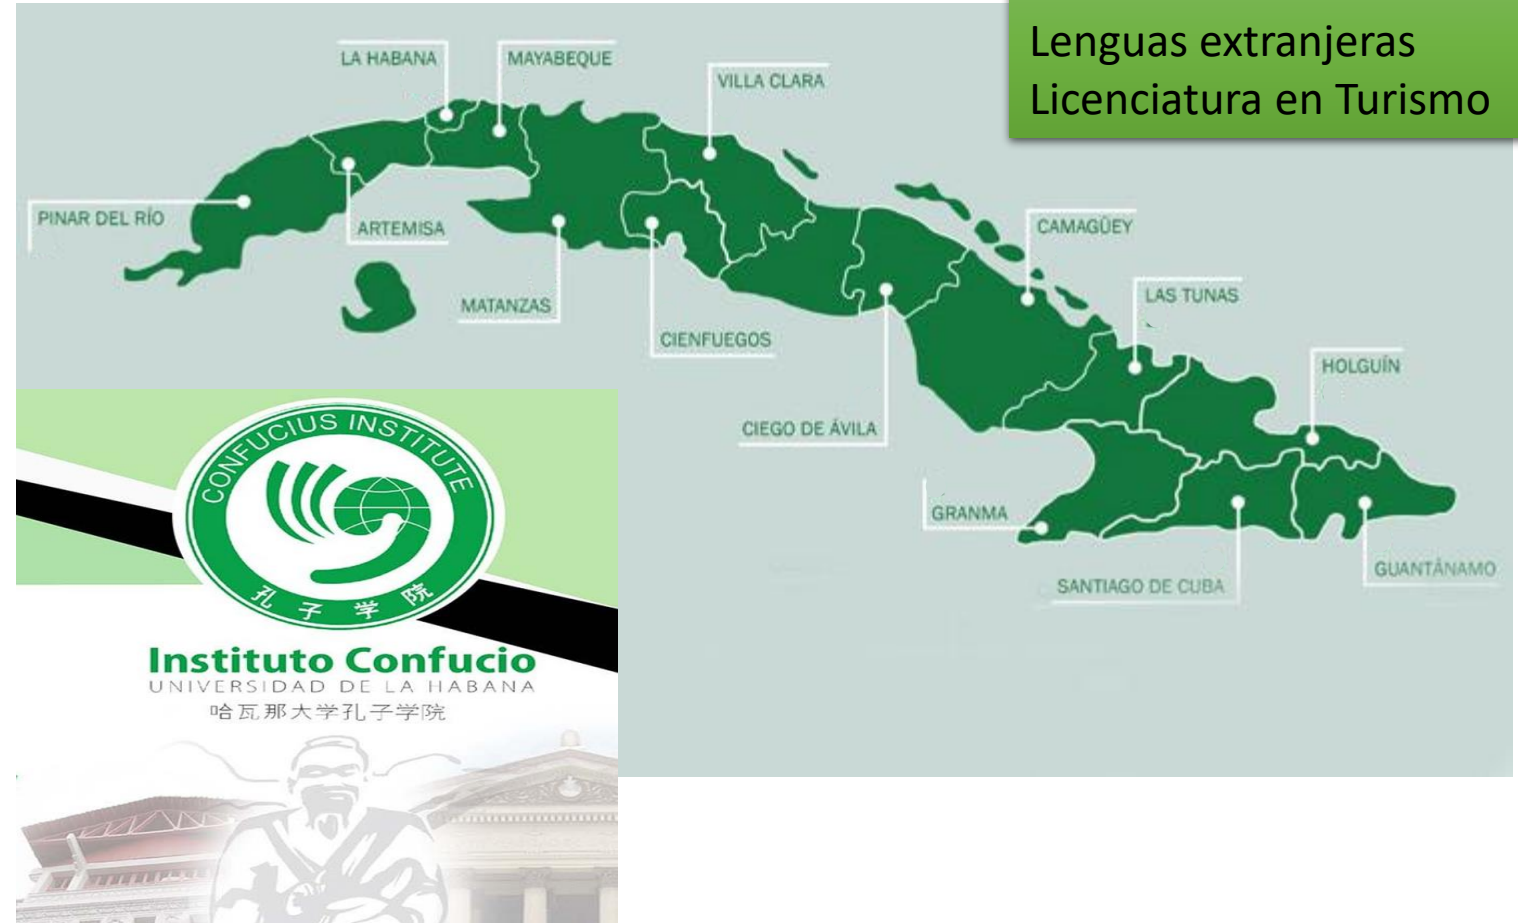 Lenguas extranjeras
Licenciatura en Turismo
LA HABANA
MAYABEQUE
VILLA CLARA
PINAR DEL RÍO
ARTEMISA
CAMAGÜEY
MATANZAS
LAS TUNAS
CIENFUEGOS
HOLGUÍN
CIEGO DE ÁVILA
GRANMA
SANTIAGO DE CUBA
GUANTÁNAMO
CONFUCIUS INSTITUTE
孔子学院
Instituto Confucio
UNIVERSIDAD DE LA HABANA
哈瓦那大学孔子学院